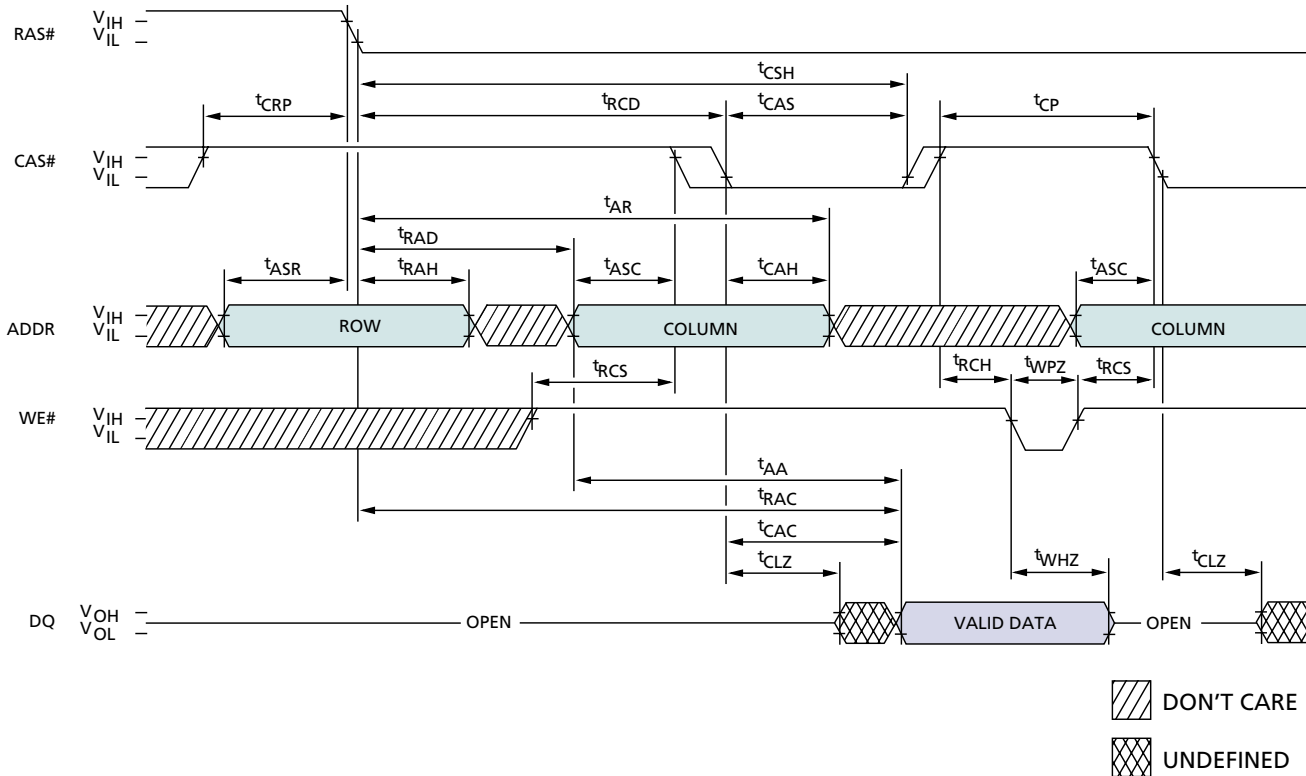 RAS# VIH
VIL
tCSH
tCRP tRCD tCAS tCP
CAS# VIH
VIL
tAR
tRAD
tASR tRAH tASC tCAH tASC
ADDR VIH
VIL
ROW COLUMN COLUMN
tRCS tRCH tWPZ tRCS
WE# VIH
VIL
tAA
tRAC
tCAC
tCLZ tWHZ tCLZ
DQ VOH
VOL
OPEN VALID DATA OPEN
DON'T CARE
UNDEFINED